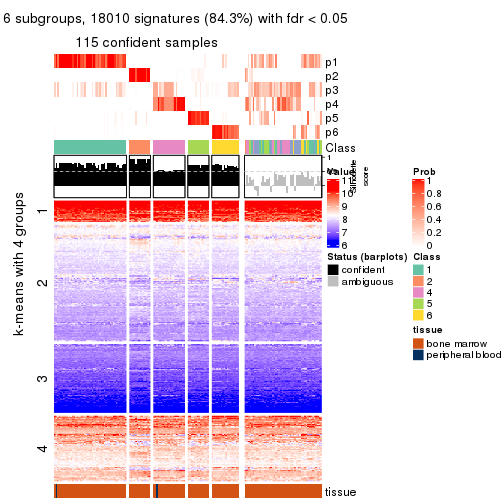 6 subgroups, 18010 signatures (84.3%) with fdr < 0.05
115 confident samples
p1
p2
p3
p4
p5
p6
Class
1
Silhouette
score
k-means with 4 groups
1
2
3
4
tissue
Value
11
10
9
8
7
6
Prob
1
0.8
0.6
0.4
0.2
0
Status (barplots)
confident
ambiguous
Class
1
2
4
5
6
tissue
bone marrow
peripheral blood